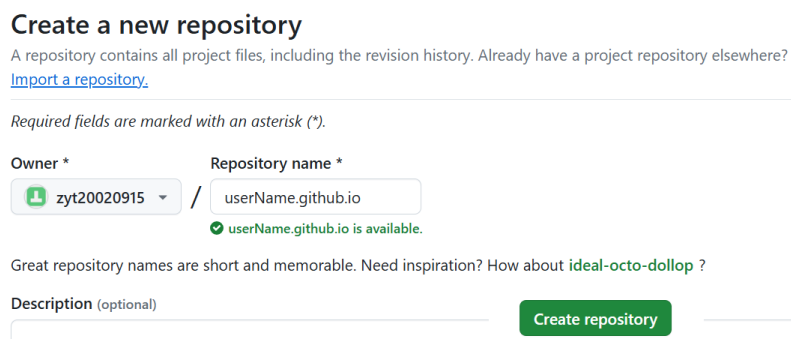 Create a new repository
A repository contains all project files, including the revision history. Already have a project repository elsewhere?
Import a repository.
Required fields are marked with an asterisk (*).
Owner * Repository name *
zyt20020915 / userName.github.io
userName.github.io is available.
Great repository names are short and memorable. Need inspiration? How about ideal-octo-dollop ?
Description (optional)
Create repository